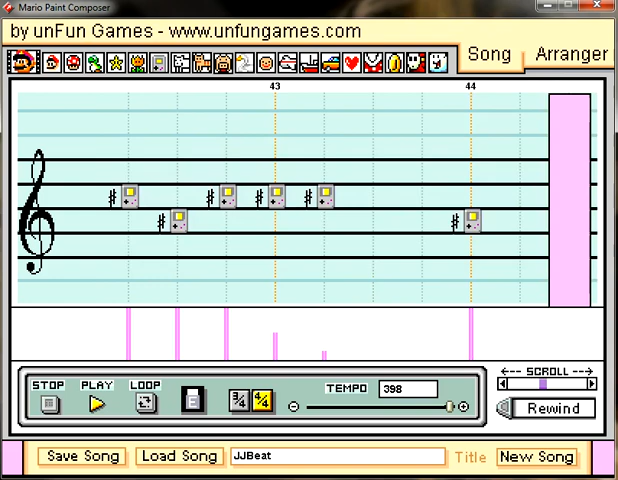 Mario Paint Composer
by unFun Games - www.unfungames.com
Song
Arranger
43
44
STOP
PLAY
LOOP
3/4
4/4
TEMPO
398
<-- SCROLL -->
Rewind
Save Song
Load Song
JJBeat
Title
New Song